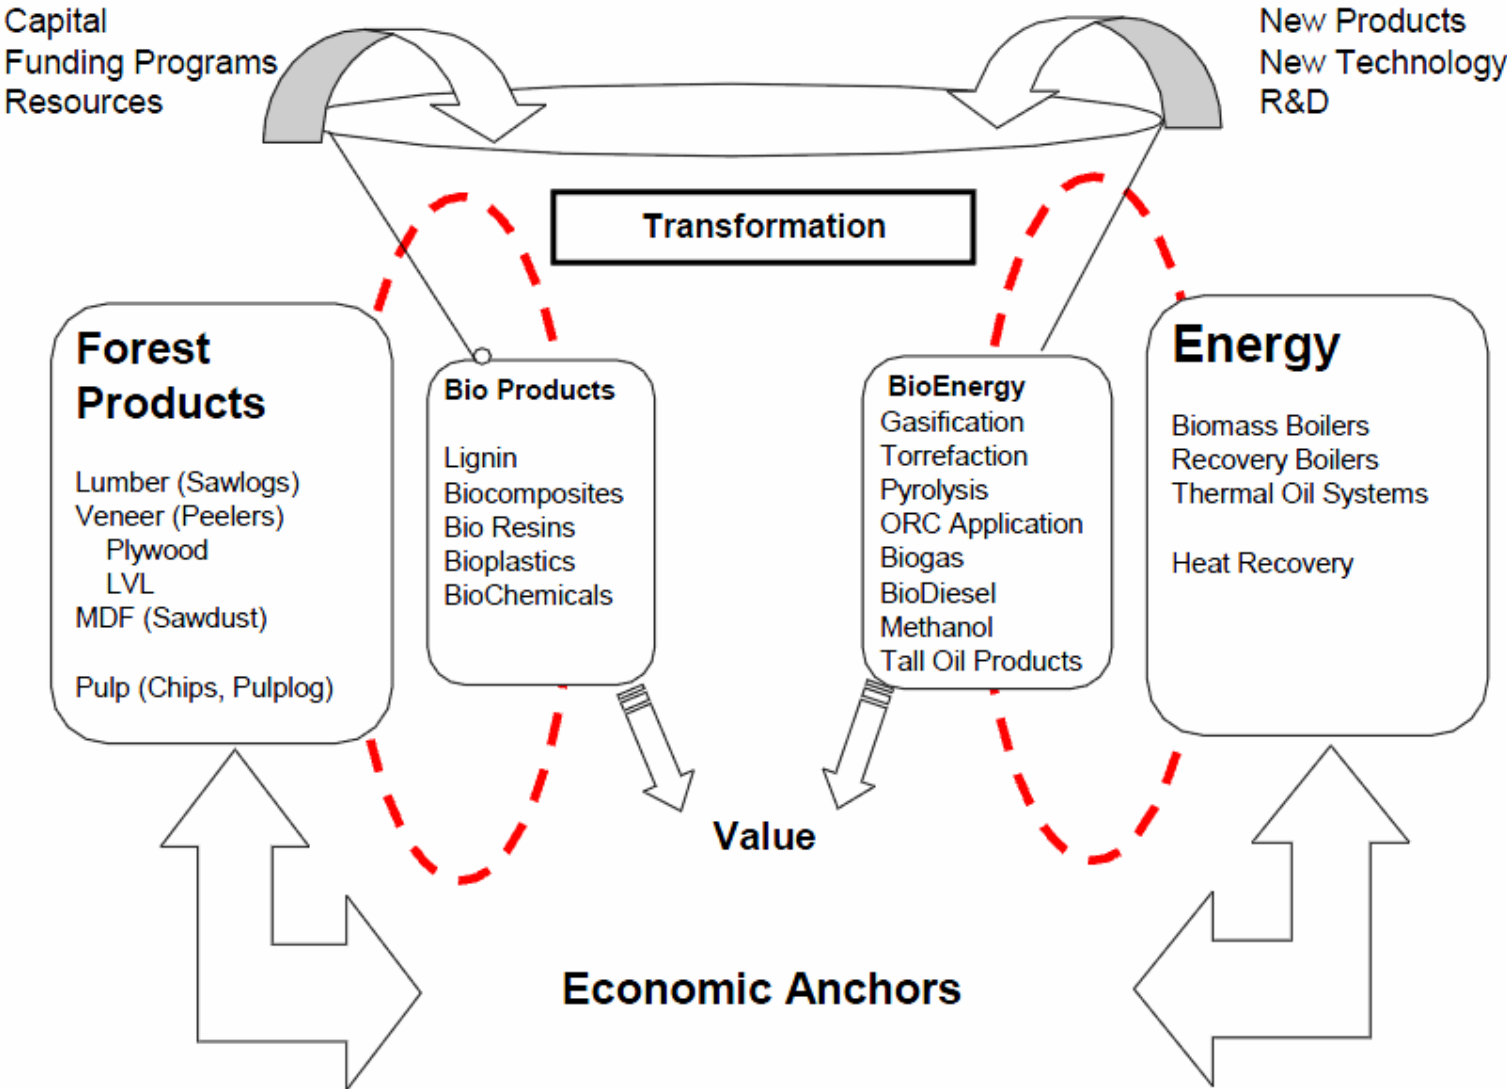 Capital
Funding Programs
Resources
New Products
New Technology
R&D
Transformation
Forest
Products
Lumber (Sawlogs)
Veneer (Peelers)
Plywood
LVL
MDF (Sawdust)
Pulp (Chips, Pulplog)
Bio Products
Lignin
Biocomposites
Bio Resins
Bioplastics
BioChemicals
BioEnergy
Gasification
Torrefaction
Pyrolysis
ORC Application
Biogas
BioDiesel
Methanol
Tall Oil Products
Energy
Biomass Boilers
Recovery Boilers
Thermal Oil Systems
Heat Recovery
Value
Economic Anchors